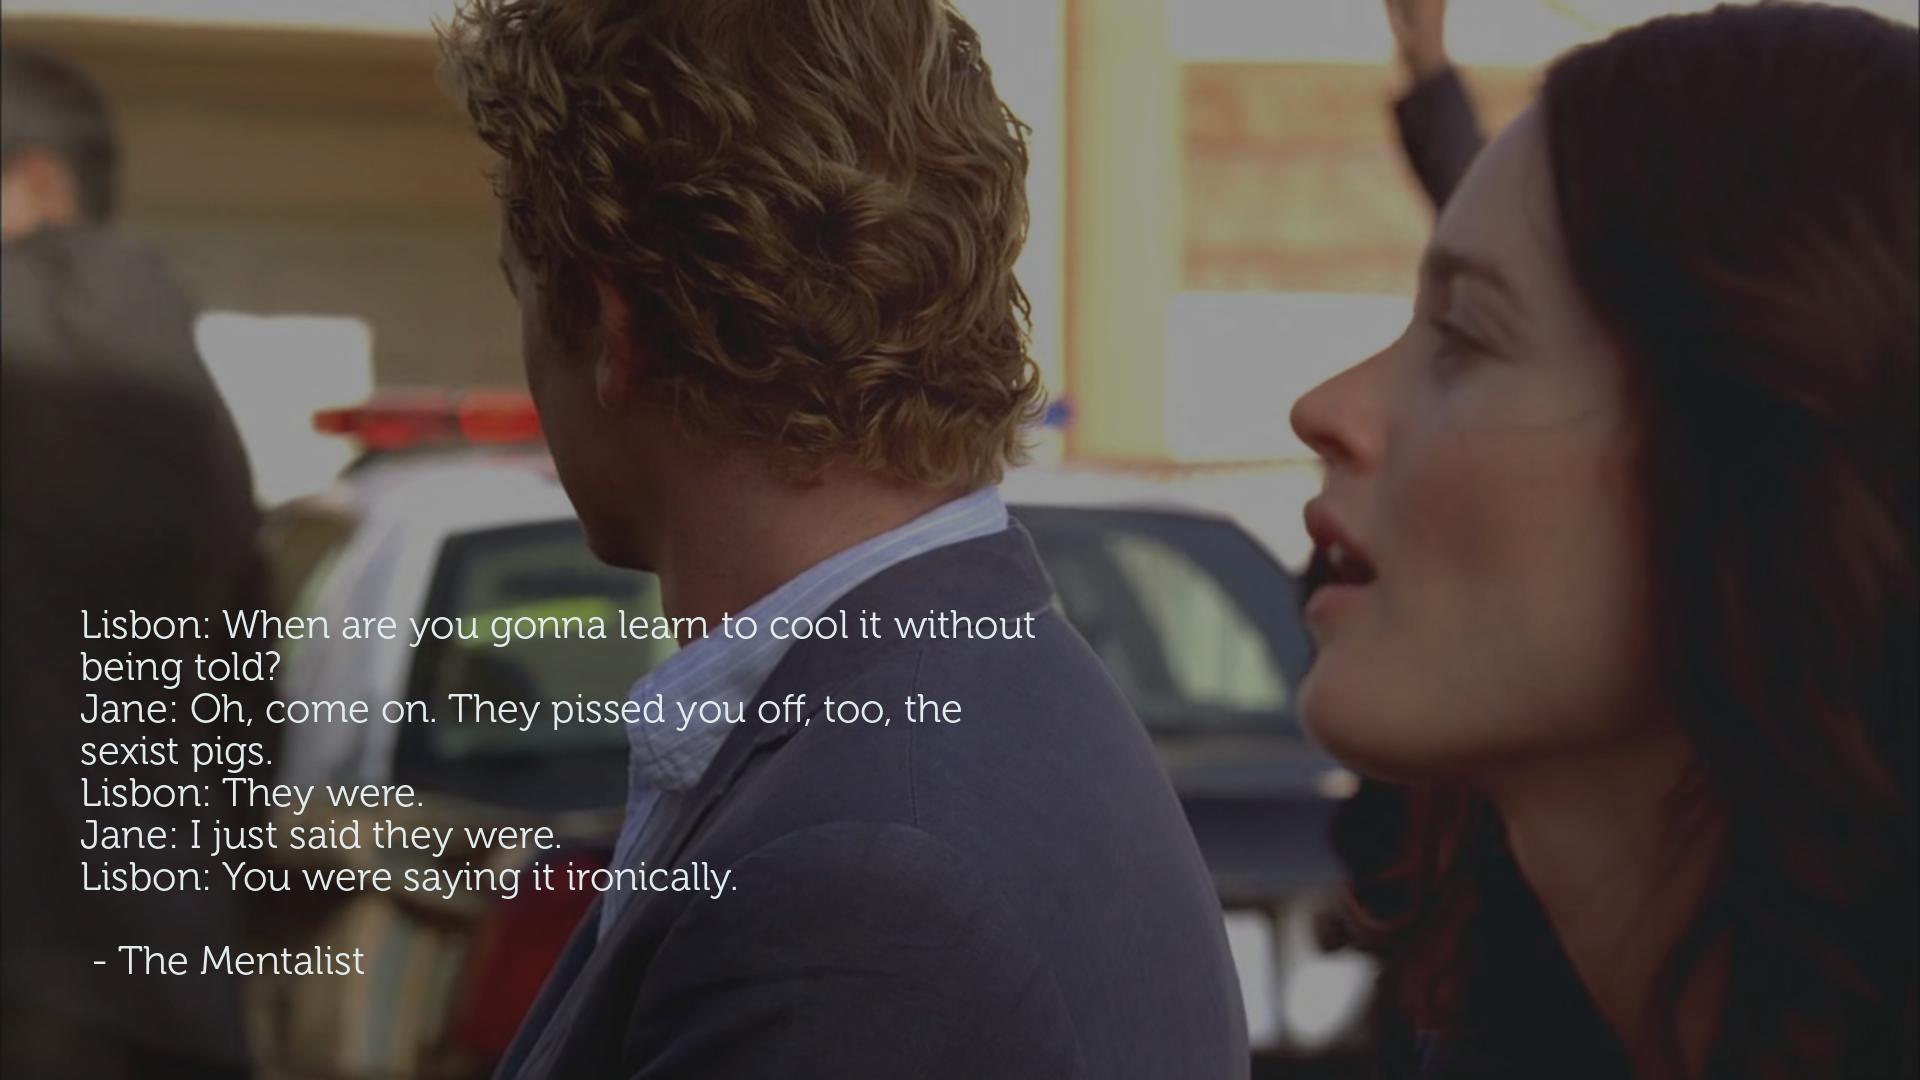 Lisbon: When are you gonna learn to cool it without
being told?
Jane: Oh, come on. They pissed you off, too, the
sexist pigs.
Lisbon: They were.
Jane: I just said they were.
Lisbon: You were saying it ironically.
- The Mentalist